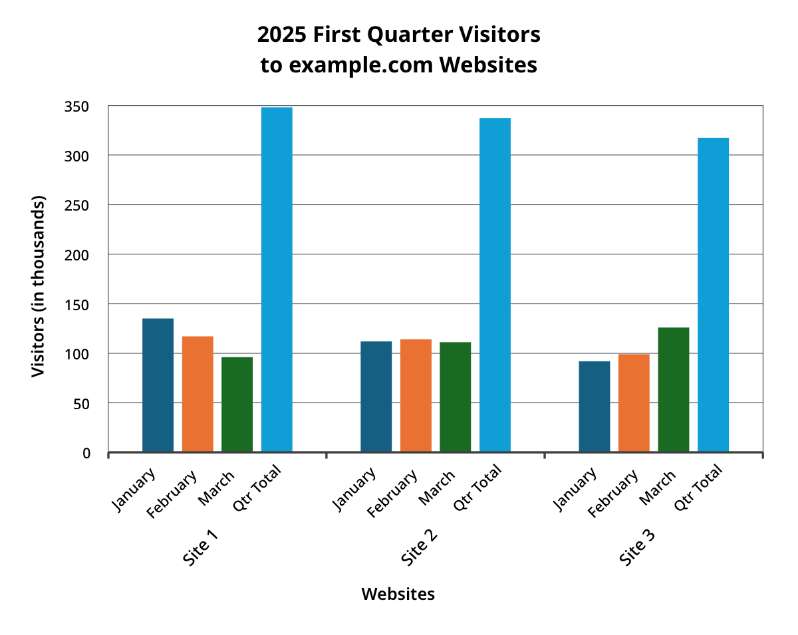 2025 First Quarter Visitors
to example.com Websites
Visitors (in thousands)
350
300
250
200
150
100
50
0
January
February
March
Qtr Total
January
February
March
Qtr Total
January
February
March
Qtr Total
Site 1
Site 2
Site 3
Websites